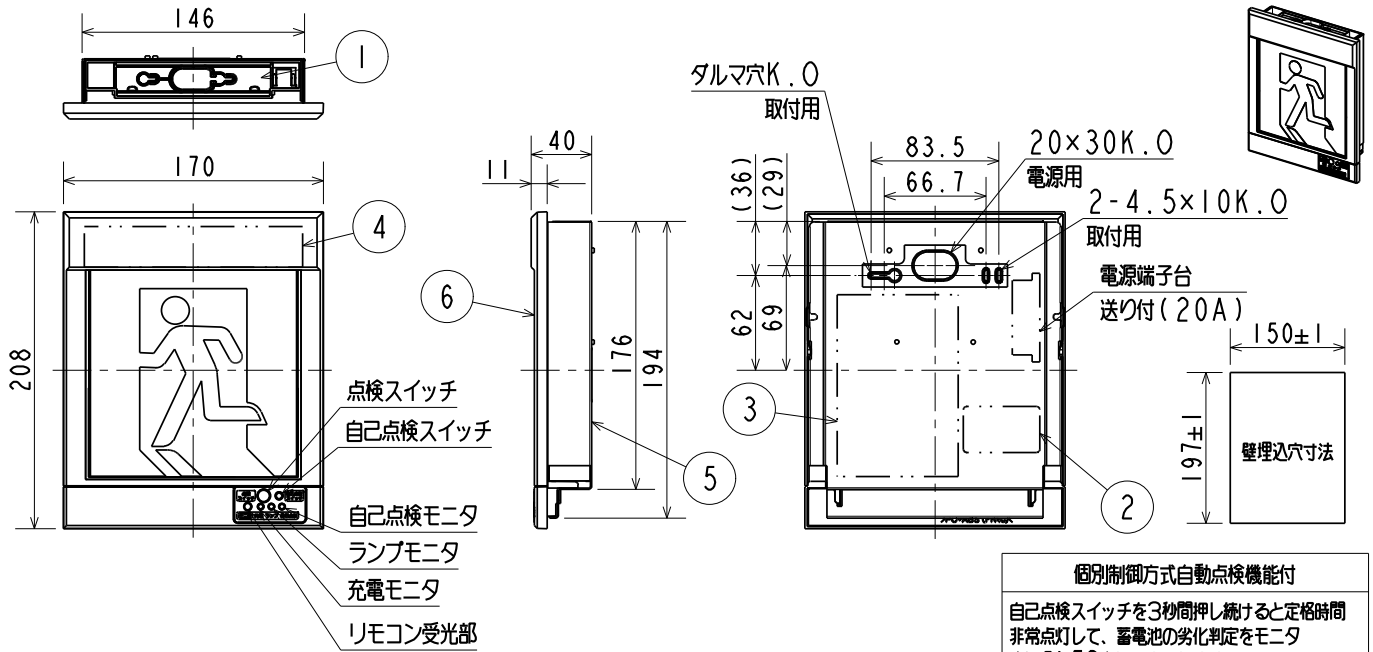 146
①
170
208
④
点検スイッチ
自己点検スイッチ
自己点検モニタ
ランプモニタ
充電モニタ
リモコン受光部
40
11
⑥
176
194
⑤
ダルマ穴K.O
取付用
83.5
66.7
(36)
(29)
62
69
20×30K.O
電源用
2-4.5×10K.O
取付用
電源端子台
送り付(20A)
③
②
150±1
197±1
壁埋込穴寸法
個別制御方式自動点検機能付
自己点検スイッチを3秒間押し続けると定格時間
非常点灯して、蓄電池の劣化判定をモニタ